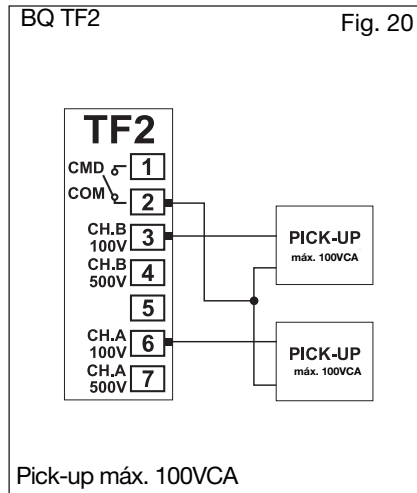 BQ TF2
Fig. 20
TF2
CMD
1
COM
2
CH.B
100V
3
CH.B
500V
4
5
CH.A
100V
6
CH.A
500V
7
PICK-UP
máx. 100VCA
PICK-UP
máx. 100VCA
Pick-up máx. 100VCA